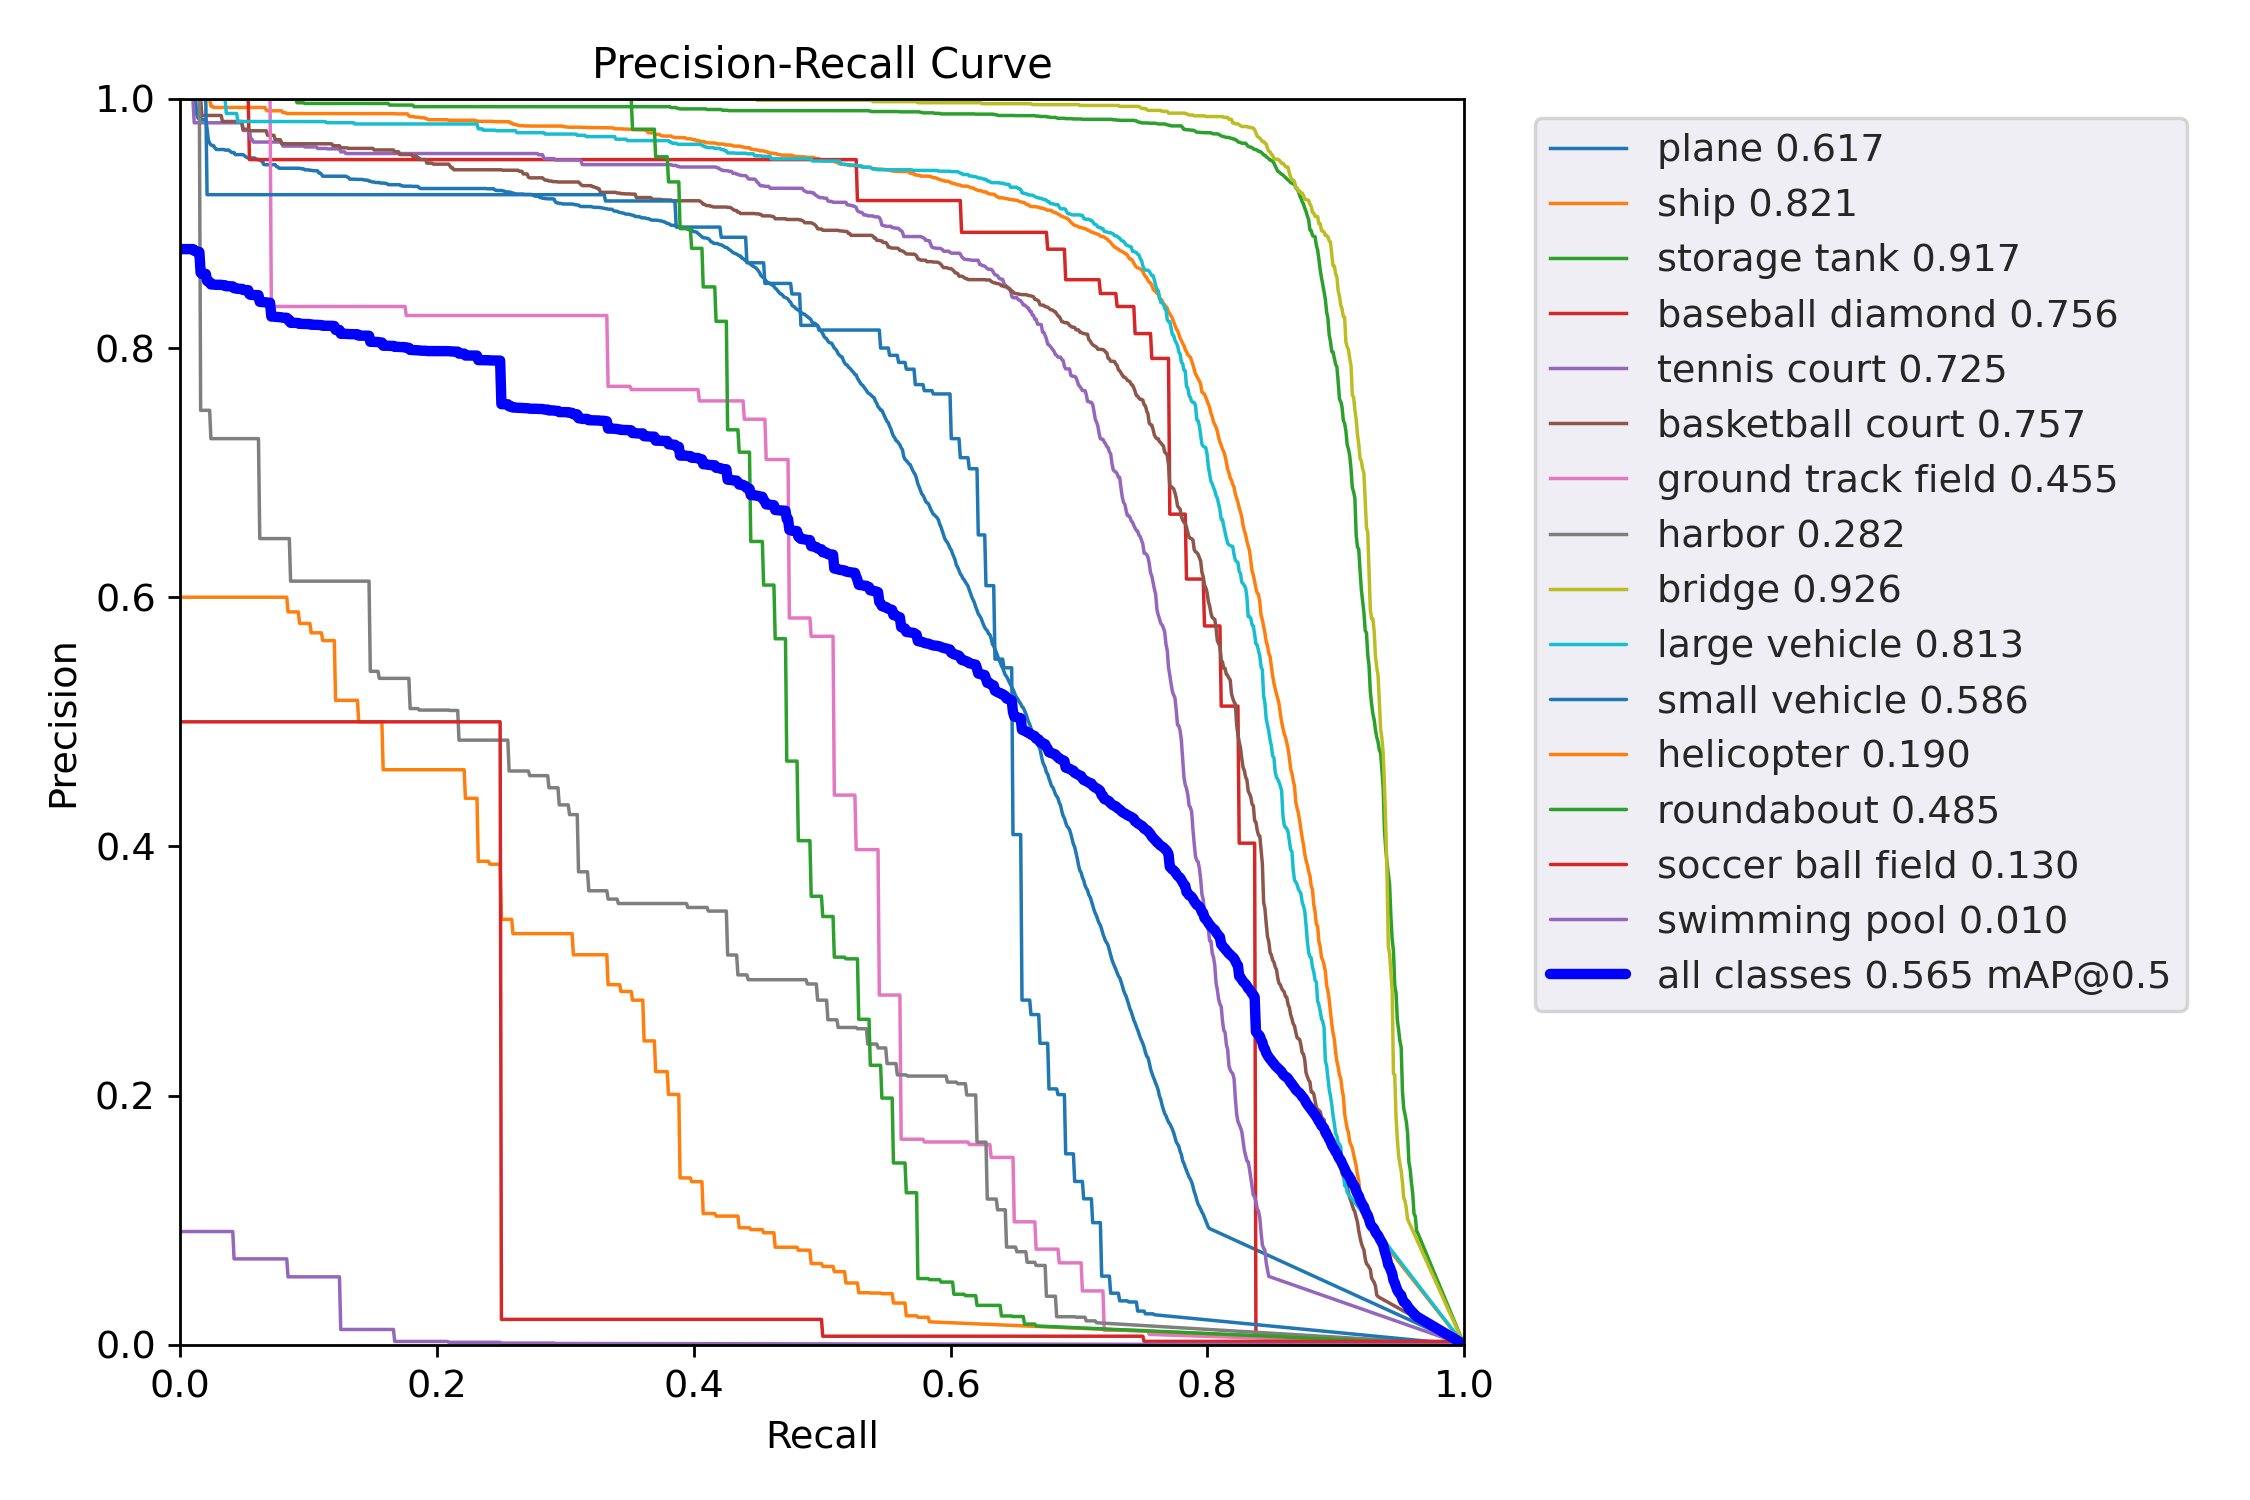 Precision-Recall Curve
1.0
0.8
0.6
0.4
0.2
0.0
Precision
0.0 0.2 0.4 0.6 0.8 1.0
Recall
plane 0.617
ship 0.821
storage tank 0.917
baseball diamond 0.756
tennis court 0.725
basketball court 0.757
ground track field 0.455
harbor 0.282
bridge 0.926
large vehicle 0.813
small vehicle 0.586
helicopter 0.190
roundabout 0.485
soccer ball field 0.130
swimming pool 0.010
all classes 0.565 mAP@0.5